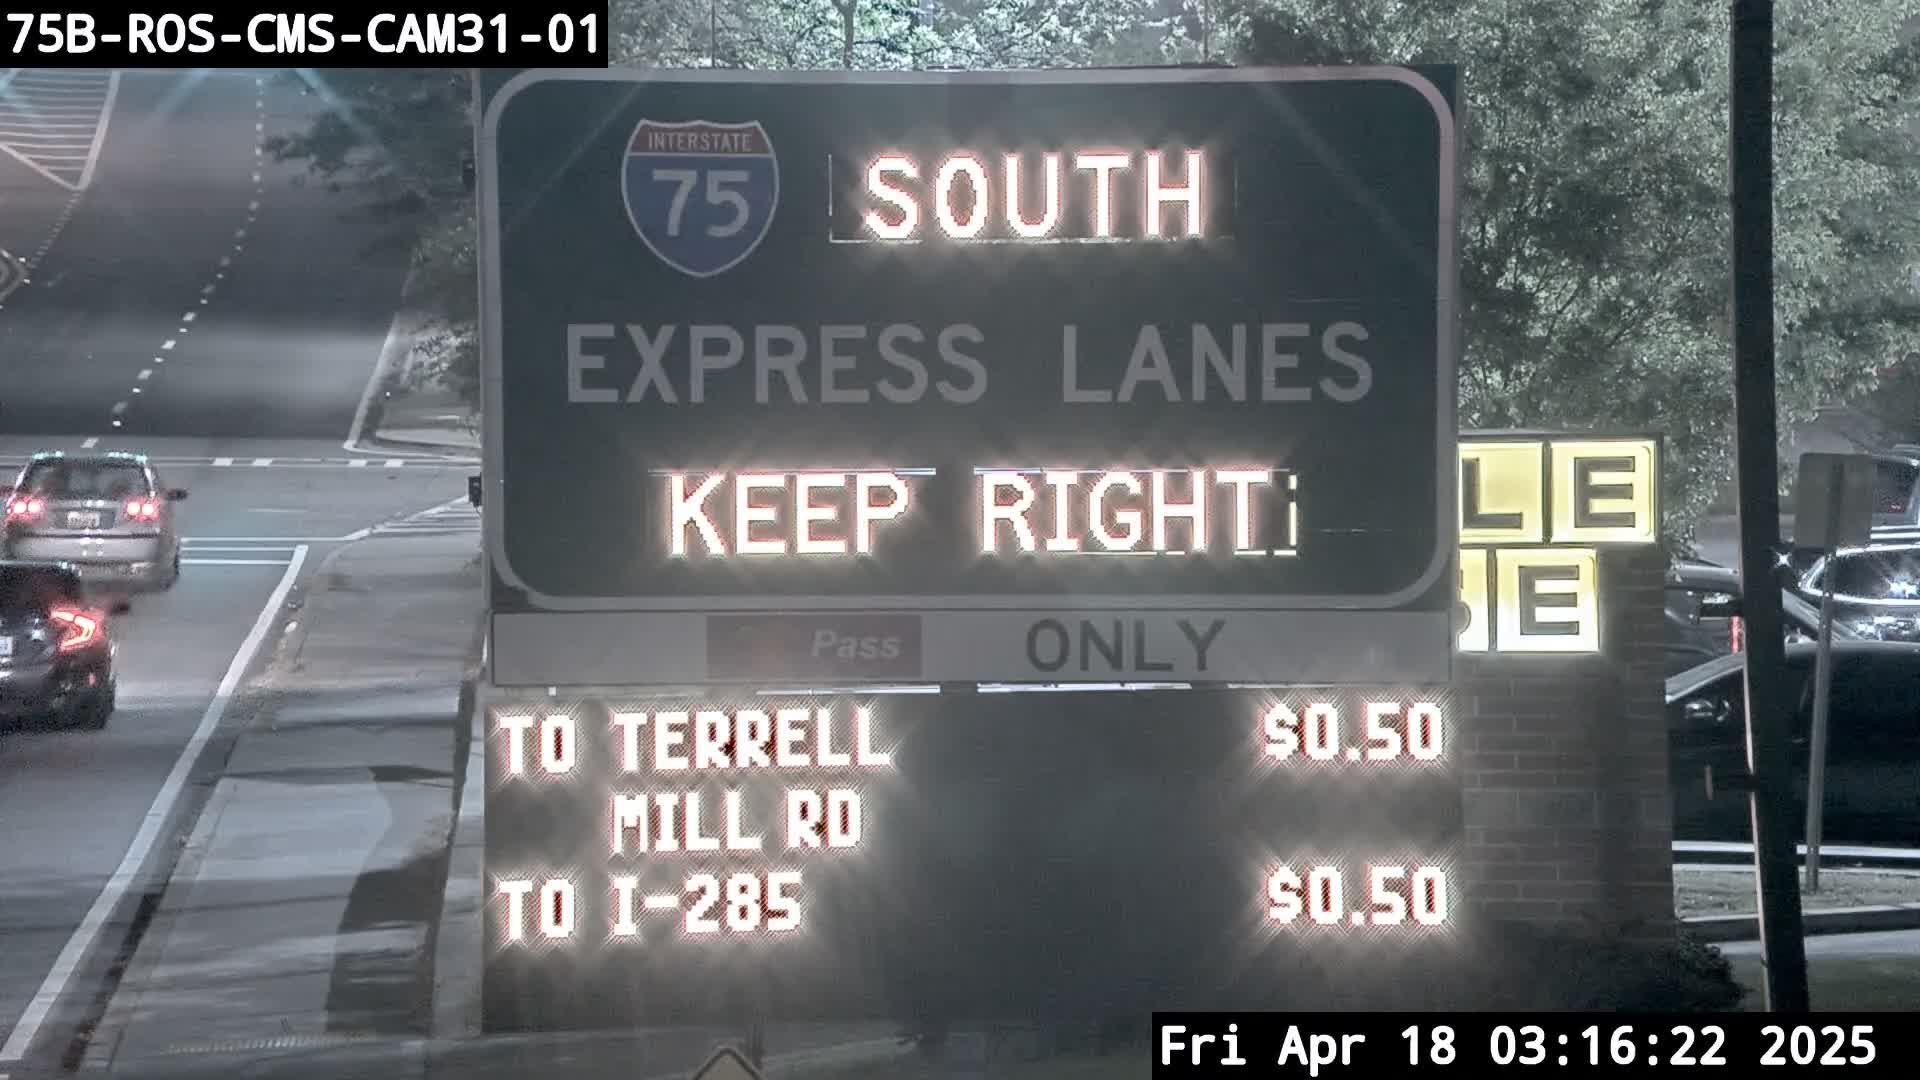 75B-ROS-CMS-CAM31-01
INTERSTATE
75
SOUTH
EXPRESS LANES
KEEP RIGHT
Pass ONLY
TO TERRELL $0.50
MILL RD
TO I-285 $0.50
LE
E
Fri Apr 18 03:16:22 2025